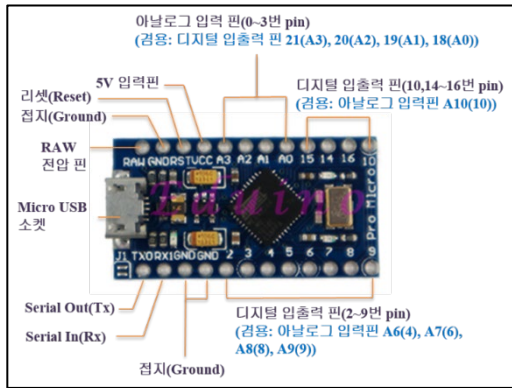 아날로그 입력 핀(0~3번 pin)
(겸용: 디지털 입출력 핀 21(A3), 20(A2), 19(A1), 18(A0))
5V 입력핀
리셋(Reset)
접지(Ground)
RAW
전압 핀
디지털 입출력 핀(10,14~16번 pin)
(겸용: 아날로그 입력핀 A10(10))
RAW GND RST VCC A3 A2 A1 A0 15 14 16 10
Micro USB
소켓
Eduino
Pro Micro
J1 TX0 RX1 GND GND 2 3 4 5 6 7 8 9
Serial Out(Tx)
Serial In(Rx)
접지(Ground)
디지털 입출력 핀(2~9번 pin)
(겸용: 아날로그 입력핀 A6(4), A7(6),
A8(8), A9(9))